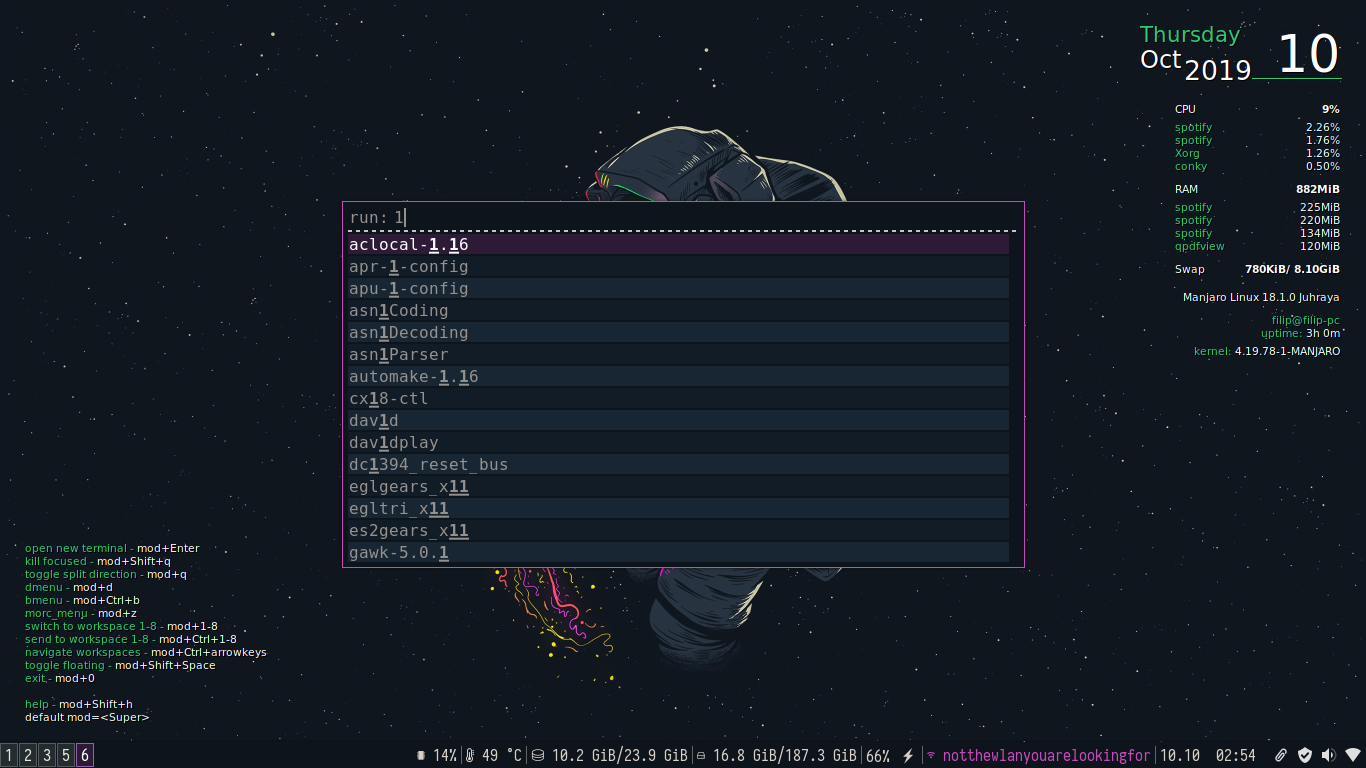 Thursday
Oct 2019 10
CPU 9%
spotify 2.26%
spotify 1.76%
Xorg 1.26%
conky 0.50%
RAM 882MiB
spotify 225MiB
spotify 220MiB
spotify 134MiB
qpdfview 120MiB
Swap 780KiB/ 8.10GiB
Manjaro Linux 18.1.0 Juhraya
filip@filip-pc
uptime: 3h 0m
kernel: 4.19.78-1-MANJARO
run: 1
aclocal-1.16
apr-1-config
apu-1-config
asn1Coding
asn1Decoding
asn1Parser
automake-1.16
cx18-ctl
dav1d
dav1dplay
dc1394_reset_bus
eglgears_x11
egltri_x11
es2gears_x11
gawk-5.0.1
open new terminal - mod+Enter
kill focused - mod+Shift+q
toggle split direction - mod+q
dmenu - mod+d
bmenu - mod+Ctrl+b
morc_menu - mod+z
switch to workspace 1-8 - mod+1-8
send to workspace 1-8 - mod+Ctrl+1-8
navigate workspaces - mod+Ctrl+arrowkeys
toggle floating - mod+Shift+Space
exit - mod+0
help - mod+Shift+h
default mod=<Super>
1 2 3 5 6 14%| 49 °C| 10.2 GiB/23.9 GiB| 16.8 GiB/187.3 GiB|66% | notthewlanyouarelookingfor|10.10 02:54